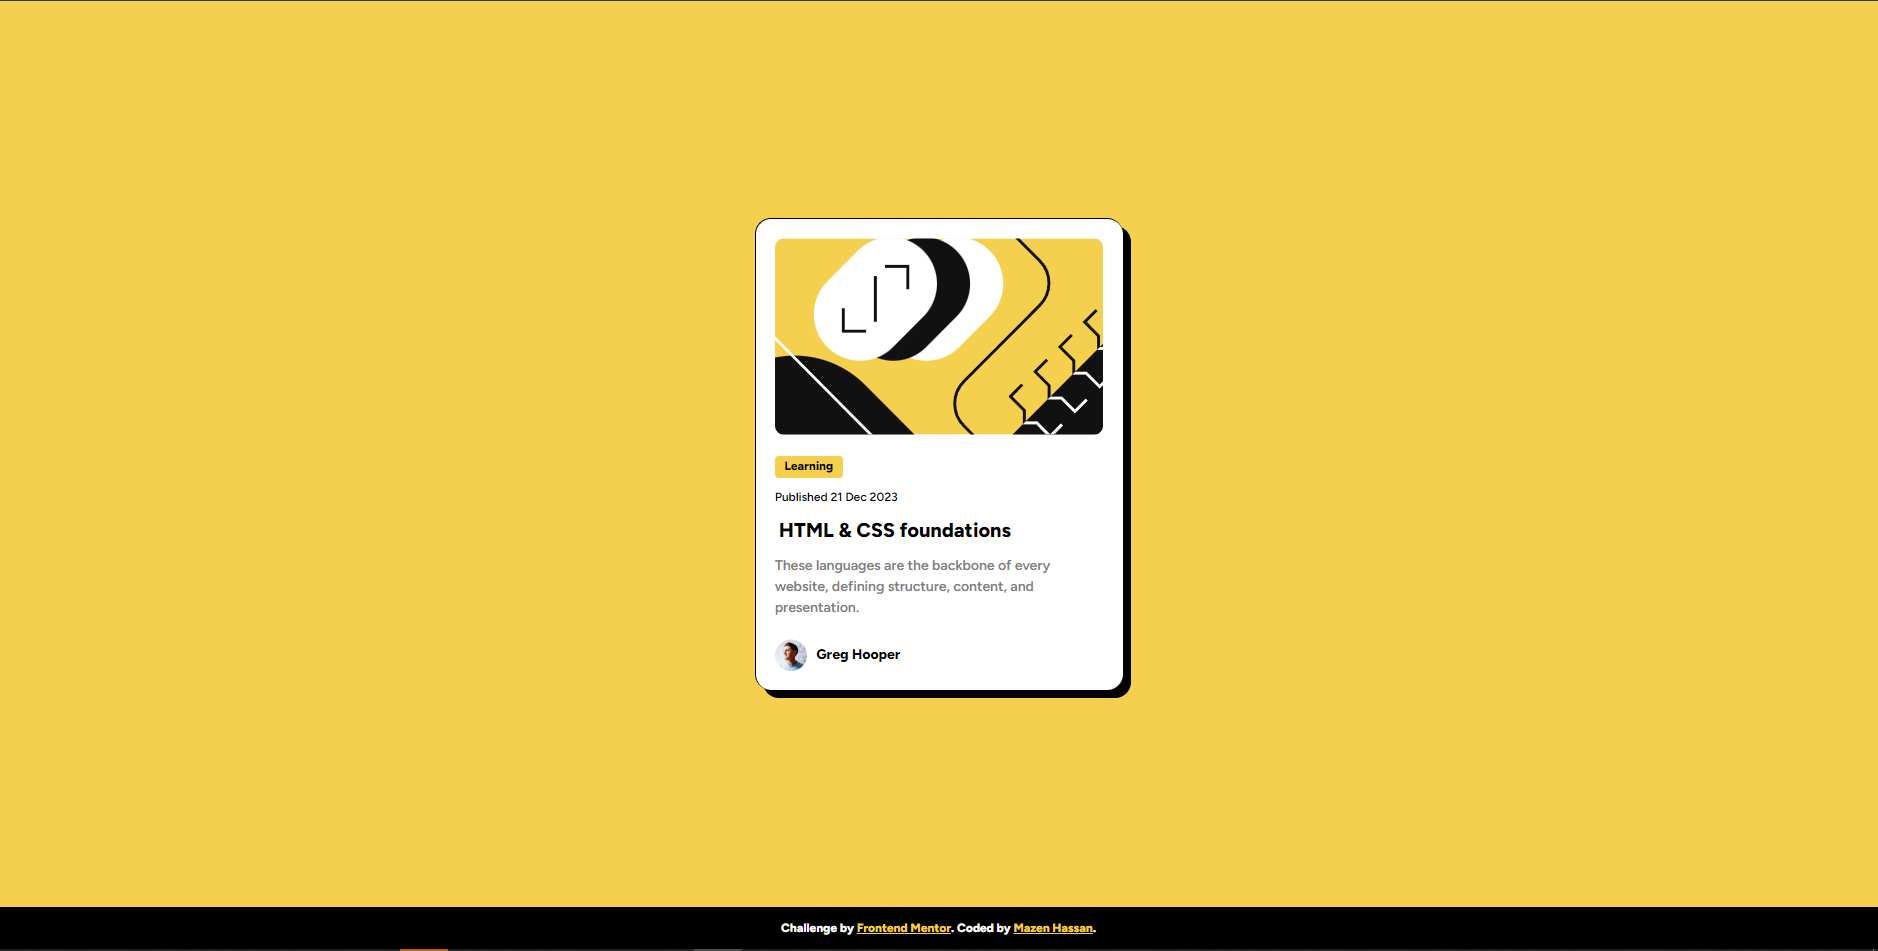 Learning
Published 21 Dec 2023
HTML & CSS foundations
These languages are the backbone of every
website, defining structure, content, and
presentation.
Greg Hooper
Challenge by Frontend Mentor. Coded by Mazen Hassan.